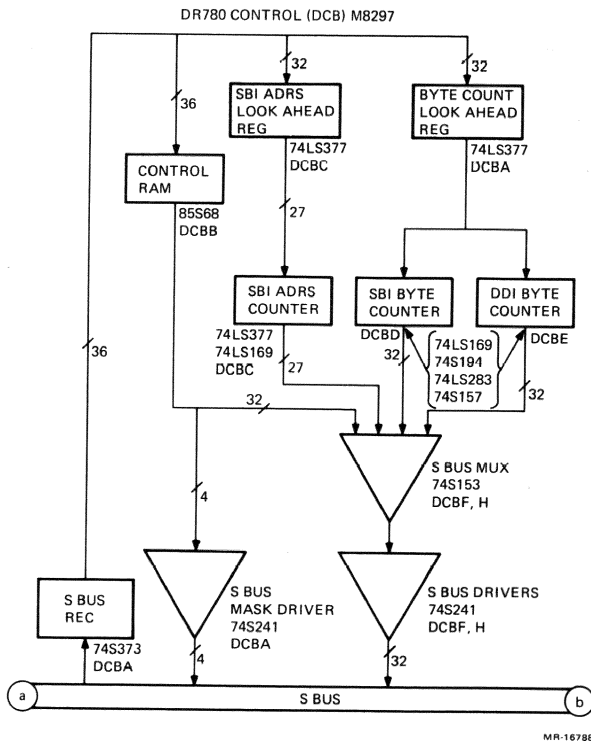 DR780 CONTROL (DCB) M8297
32
32
36
SBI ADRS
LOOK AHEAD
REG
BYTE COUNT
LOOK AHEAD
REG
74LS377
DCBC
74LS377
DCBA
CONTROL
RAM
85S68
DCBB
27
SBI ADRS
COUNTER
SBI BYTE
COUNTER
DDI BYTE
COUNTER
74LS377
74LS169
DCBC
DCBD
74LS169
74S194
74LS283
74S157
DCBE
36
27
32
32
32
S BUS MUX
74S153
DCBF, H
4
S BUS
REC
74S373
DCBA
S BUS
MASK DRIVER
74S241
DCBA
S BUS DRIVERS
74S241
DCBF, H
4
32
a
S BUS
b
MR-16788